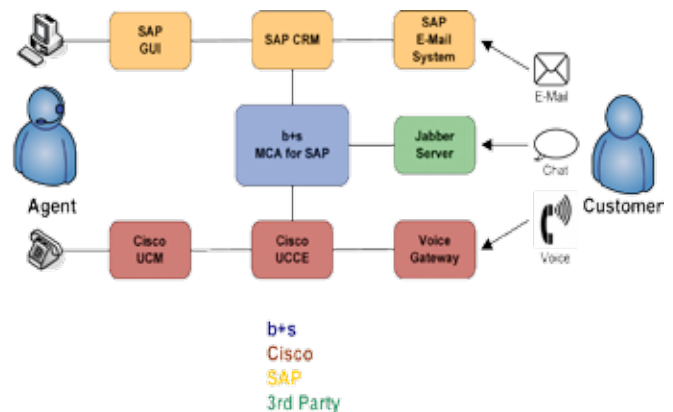 SAP
GUI
SAP CRM
SAP
E-Mail
System
E-Mail
b+s
MCA for SAP
Jabber
Server
Chat
Agent
Customer
Cisco
UCM
Cisco
UCCE
Voice
Gateway
Voice
b+s
Cisco
SAP
3rd Party